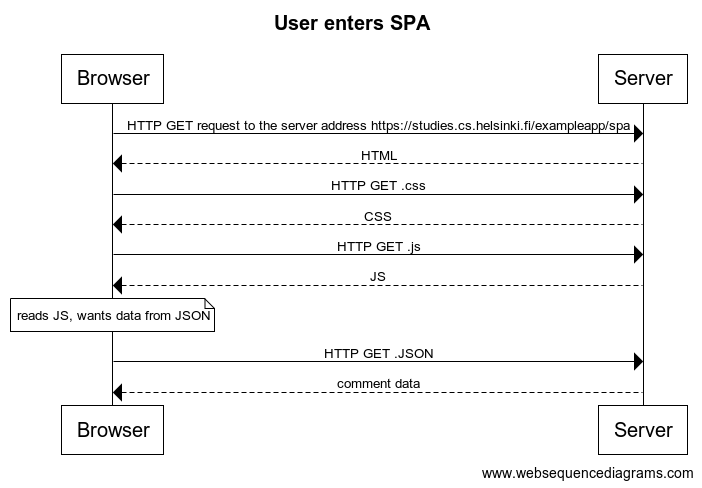 User enters SPA
Browser
Server
HTTP GET request to the server address https://studies.cs.helsinki.fi/exampleapp/spa
HTML
HTTP GET .css
CSS
HTTP GET .js
JS
reads JS, wants data from JSON
HTTP GET .JSON
comment data
Browser
Server
www.websequencediagrams.com